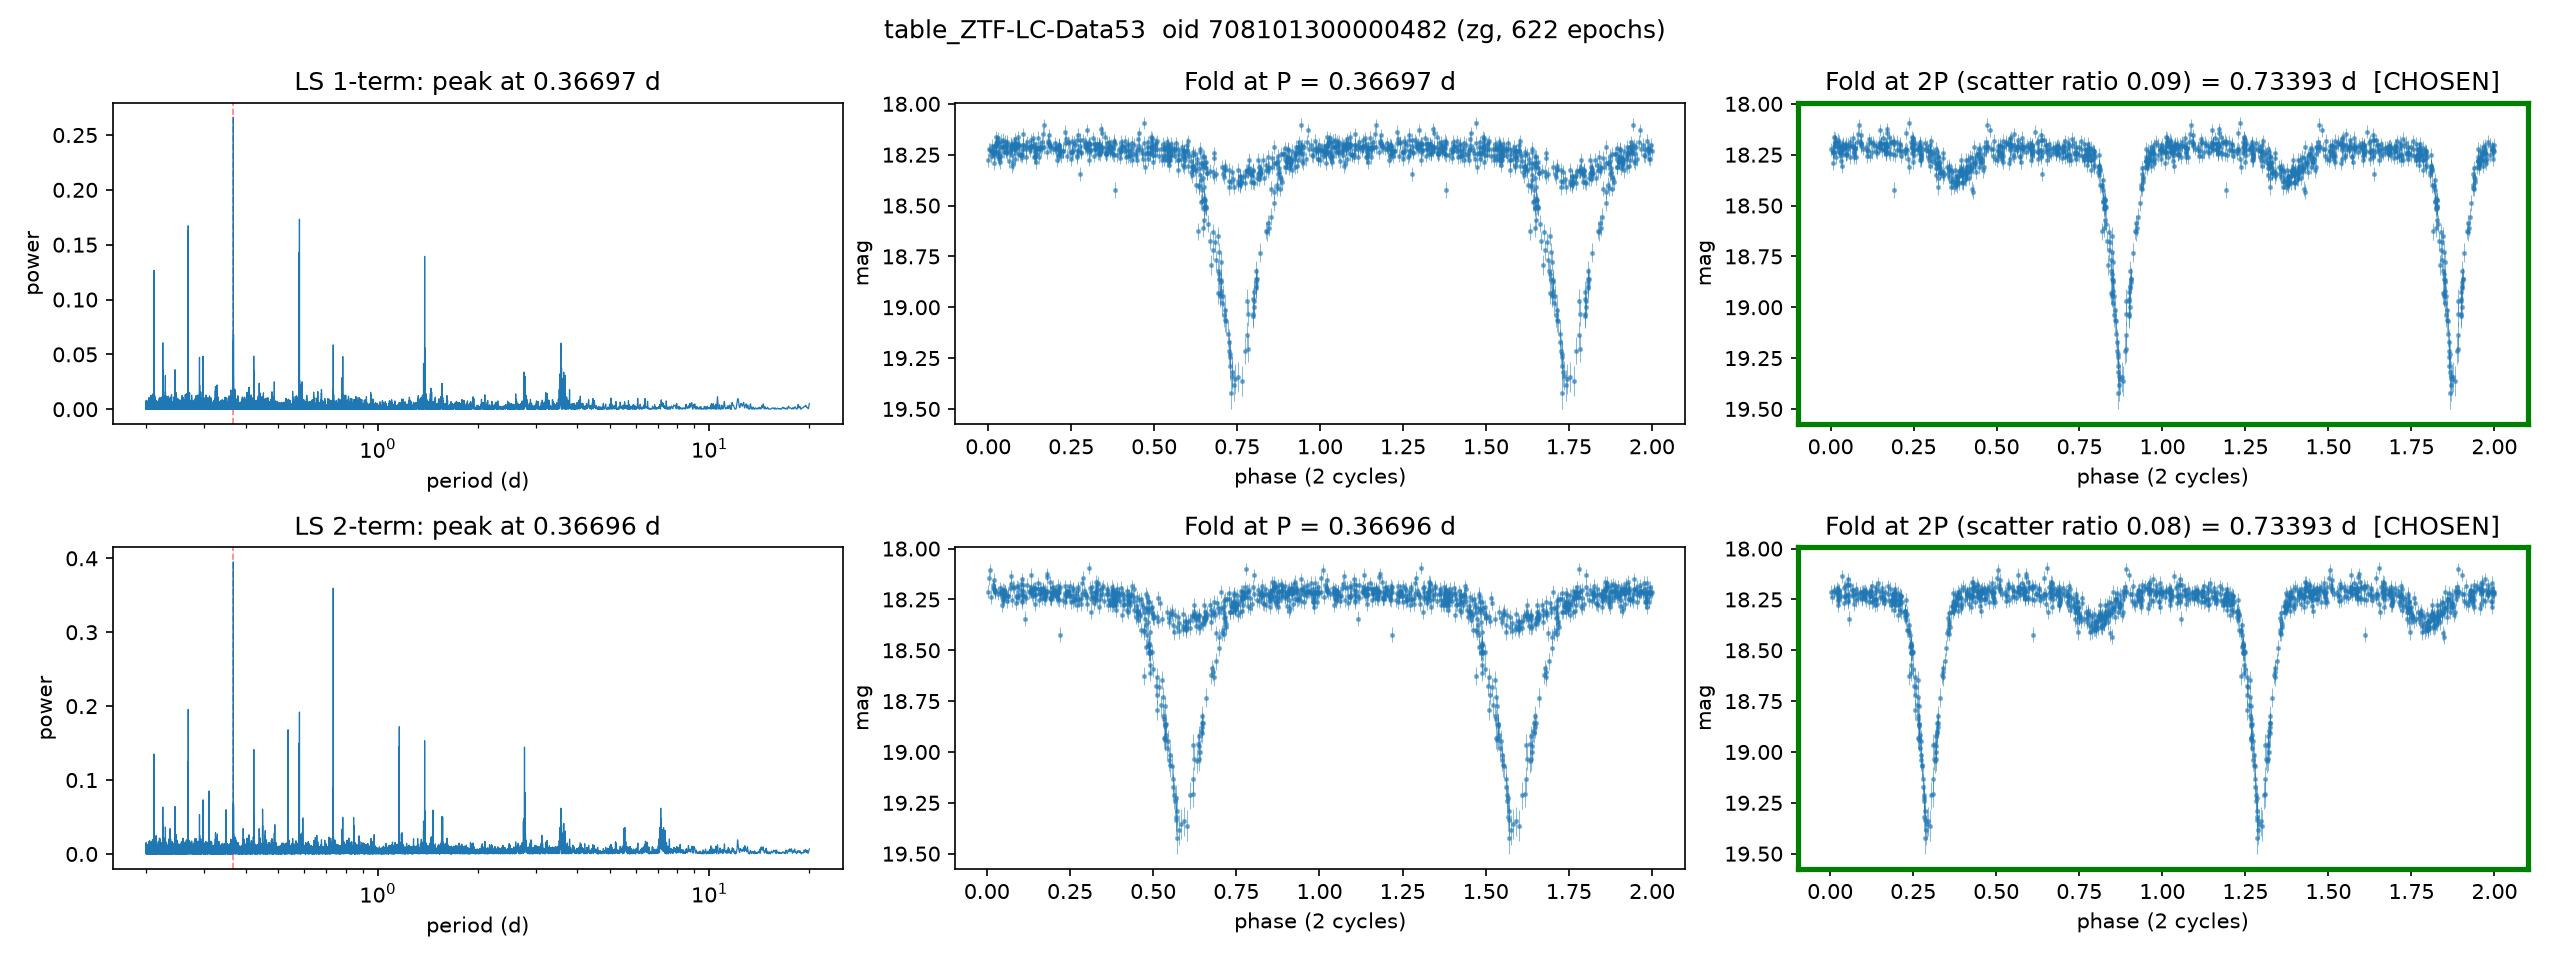 table_ZTF-LC-Data53  oid 708101300000482 (zg, 622 epochs)
LS 1-term: peak at 0.36697 d
Fold at P = 0.36697 d
Fold at 2P (scatter ratio 0.09) = 0.73393 d  [CHOSEN]
power
0.25
0.20
0.15
0.10
0.05
0.00
10⁰
10¹
period (d)
mag
18.00
18.25
18.50
18.75
19.00
19.25
19.50
0.00 0.25 0.50 0.75 1.00 1.25 1.50 1.75 2.00
phase (2 cycles)
mag
18.00
18.25
18.50
18.75
19.00
19.25
19.50
0.00 0.25 0.50 0.75 1.00 1.25 1.50 1.75 2.00
phase (2 cycles)
LS 2-term: peak at 0.36696 d
Fold at P = 0.36696 d
Fold at 2P (scatter ratio 0.08) = 0.73393 d  [CHOSEN]
power
0.4
0.3
0.2
0.1
0.0
10⁰
10¹
period (d)
mag
18.00
18.25
18.50
18.75
19.00
19.25
19.50
0.00 0.25 0.50 0.75 1.00 1.25 1.50 1.75 2.00
phase (2 cycles)
mag
18.00
18.25
18.50
18.75
19.00
19.25
19.50
0.00 0.25 0.50 0.75 1.00 1.25 1.50 1.75 2.00
phase (2 cycles)